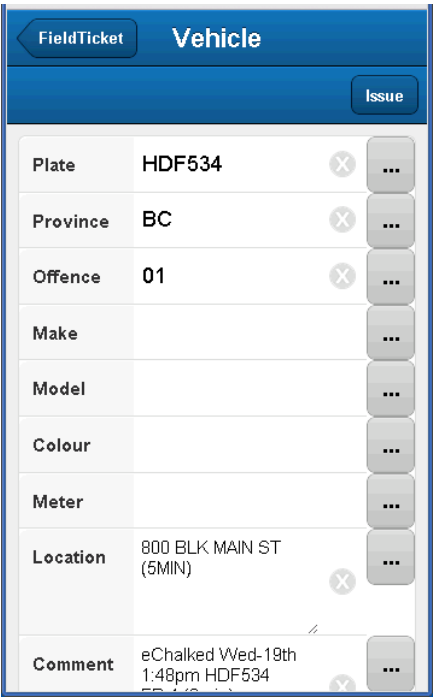 FieldTicket Vehicle
Issue
Plate HDF534 ...
Province BC ...
Offence 01 ...
Make ...
Model ...
Colour ...
Meter ...
Location 800 BLK MAIN ST ...
(5MIN)
Comment eChalked Wed-19th ...
1:48pm HDF534